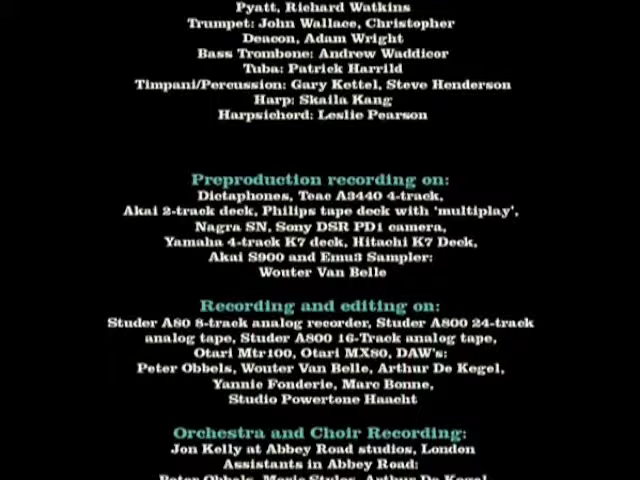 Pyatt, Richard Watkins
Trumpet: John Wallace, Christopher
Deacon, Adam Wright
Bass Trombone: Andrew Waddicor
Tuba: Patrick Harrild
Timpani/Percussion: Gary Kettel, Steve Henderson
Harp: Skaila Kang
Harpsichord: Leslie Pearson
Preproduction recording on:
Dictaphones, Teac A3440 4-track,
Akai 2-track deck, Philips tape deck with 'multiplay',
Nagra SN, Sony DSR PD1 camera,
Yamaha 4-track K7 deck, Hitachi K7 Deck,
Akai S900 and Emu3 Sampler:
Wouter Van Belle
Recording and editing on:
Studer A80 8-track analog recorder, Studer A800 24-track
analog tape, Studer A800 16-Track analog tape,
Otari Mtr100, Otari MX80, DAW's:
Peter Obbels, Wouter Van Belle, Arthur De Kegel,
Yannic Fonderie, Marc Bonne,
Studio Powertone Haacht
Orchestra and Choir Recording:
Jon Kelly at Abbey Road studios, London
Assistants in Abbey Road:
Peter Obbels, Arthur De Kegel